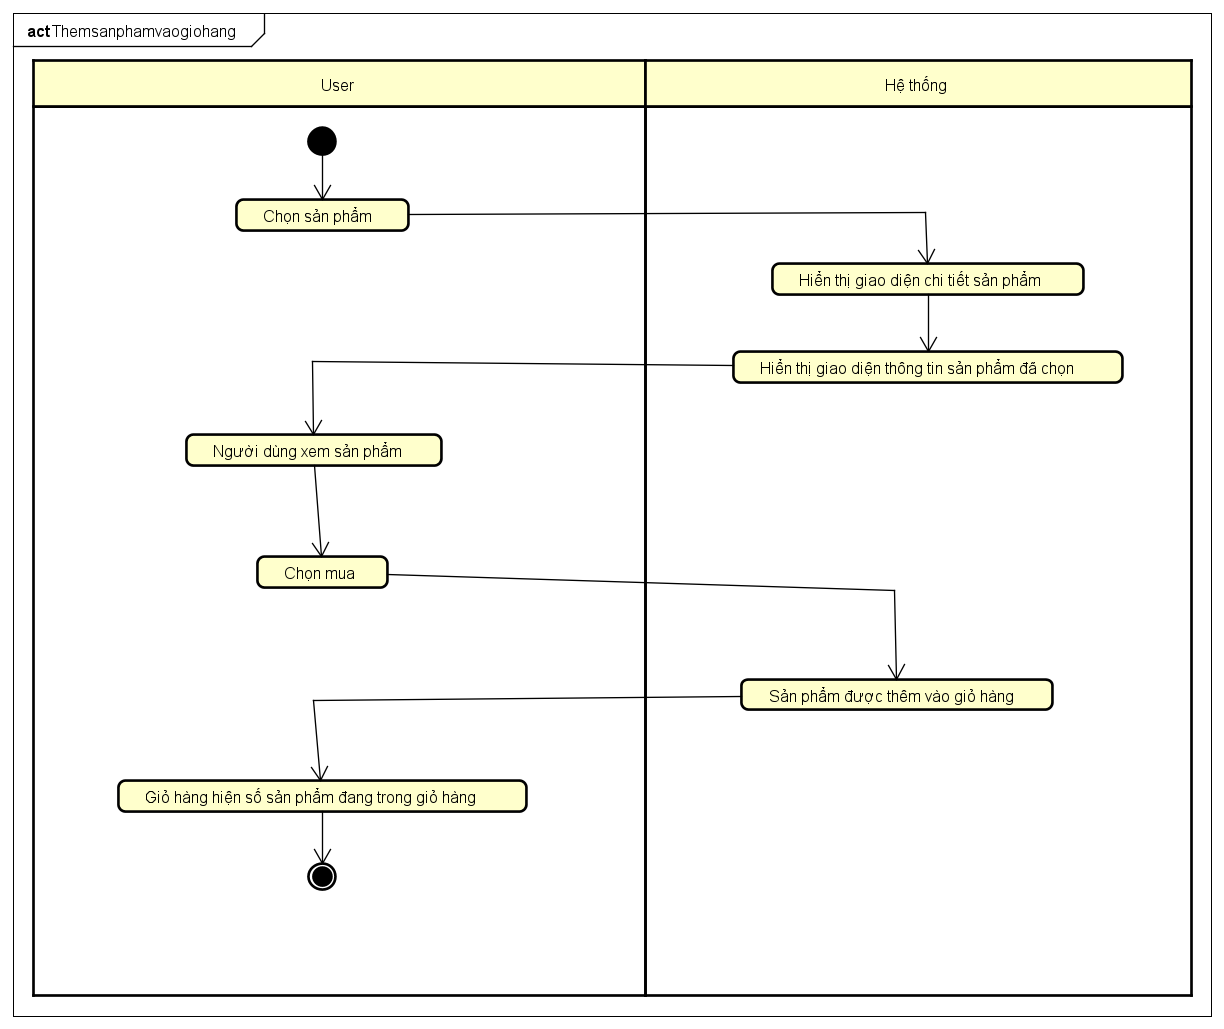 act Themsanphamvaogiohang
User
Hệ thống
Chọn sản phẩm
Hiển thị giao diện chi tiết sản phẩm
Hiển thị giao diện thông tin sản phẩm đã chọn
Người dùng xem sản phẩm
Chọn mua
Sản phẩm được thêm vào giỏ hàng
Giỏ hàng hiện số sản phẩm đang trong giỏ hàng